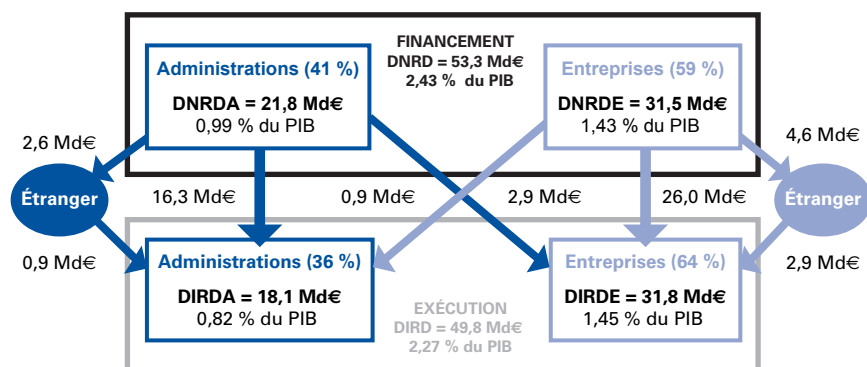 FINANCEMENT
DNRD = 53,3 Md€
2,43 % du PIB
Administrations (41 %)
DNRDA = 21,8 Md€
0,99 % du PIB
Entreprises (59 %)
DNRDE = 31,5 Md€
1,43 % du PIB
2,6 Md€
4,6 Md€
Étranger
16,3 Md€
0,9 Md€
2,9 Md€
26,0 Md€
Étranger
0,9 Md€
2,9 Md€
Administrations (36 %)
DIRDA = 18,1 Md€
0,82 % du PIB
Entreprises (64 %)
DIRDE = 31,8 Md€
1,45 % du PIB
EXÉCUTION
DIRD = 49,8 Md€
2,27 % du PIB